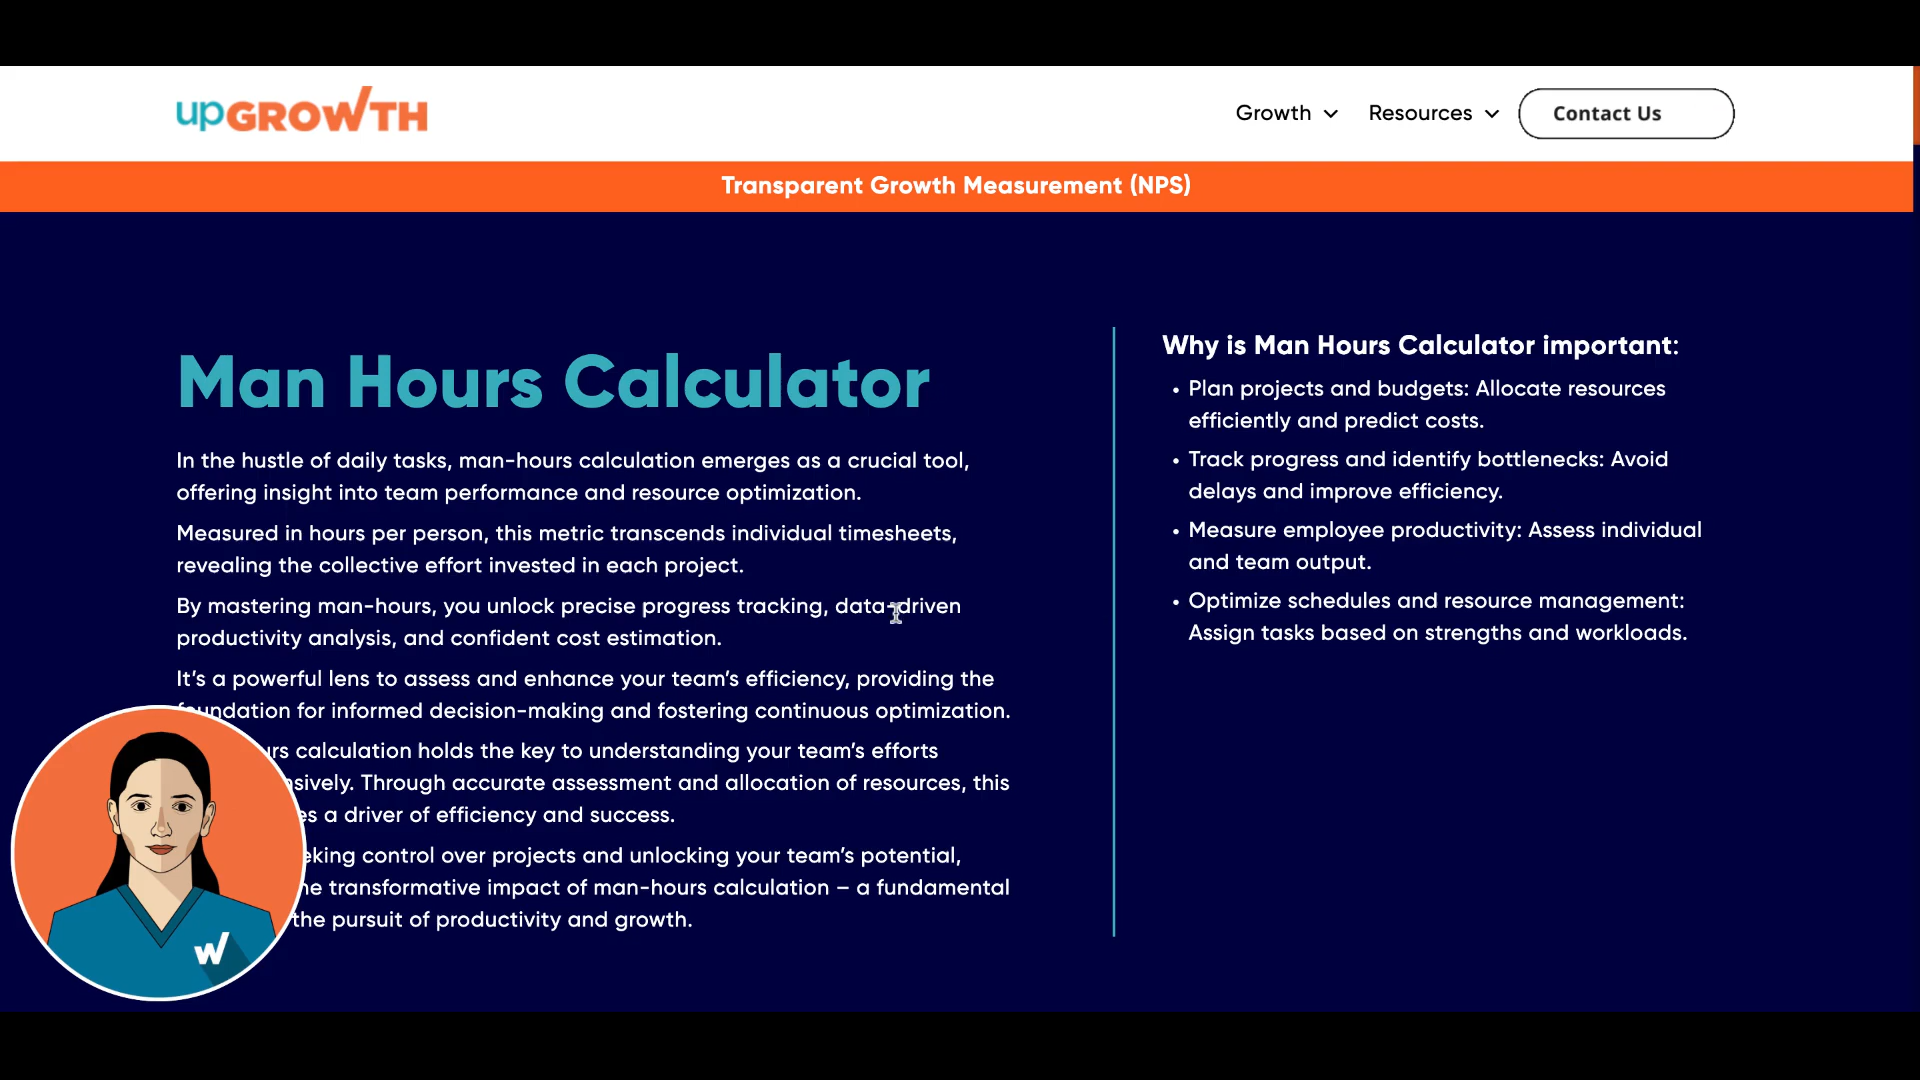 upGROWTH
Growth
Resources
Contact Us
Transparent Growth Measurement (NPS)
Man Hours Calculator
In the hustle of daily tasks, man-hours calculation emerges as a crucial tool,
offering insight into team performance and resource optimization.
Measured in hours per person, this metric transcends individual timesheets,
revealing the collective effort invested in each project.
By mastering man-hours, you unlock precise progress tracking, data-driven
productivity analysis, and confident cost estimation.
It's a powerful lens to assess and enhance your team's efficiency, providing the
foundation for informed decision-making and fostering continuous optimization.
calculation holds the key to understanding your team's efforts
Through accurate assessment and allocation of resources, this
a driver of efficiency and success.
control over projects and unlocking your team's potential,
transformative impact of man-hours calculation – a fundamental
the pursuit of productivity and growth.
Why is Man Hours Calculator important:
• Plan projects and budgets: Allocate resources
efficiently and predict costs.
• Track progress and identify bottlenecks: Avoid
delays and improve efficiency.
• Measure employee productivity: Assess individual
and team output.
• Optimize schedules and resource management:
Assign tasks based on strengths and workloads.